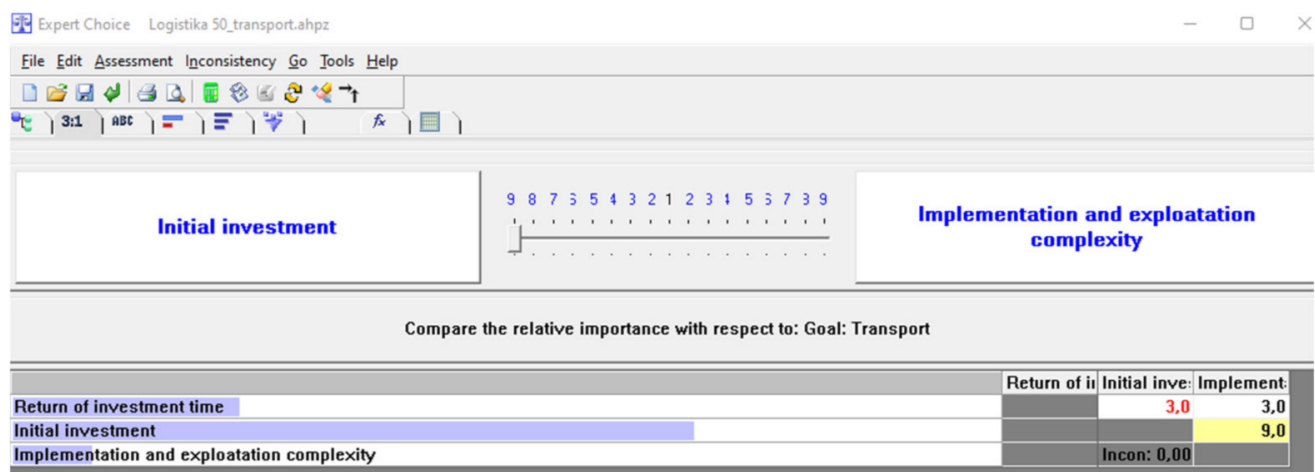 Expert Choice Logistika 50_transport.ahpz
File Edit Assessment Inconsistency Go Tools Help
3:1 ABC fx
Initial investment
9 8 7 6 5 4 3 2 1 2 3 4 5 6 7 8 9
Implementation and exploatation
complexity
Compare the relative importance with respect to: Goal: Transport
Return of in Initial inve: Implement:
Return of investment time 3,0 3,0
Initial investment 9,0
Implementation and exploatation complexity Incon: 0,00